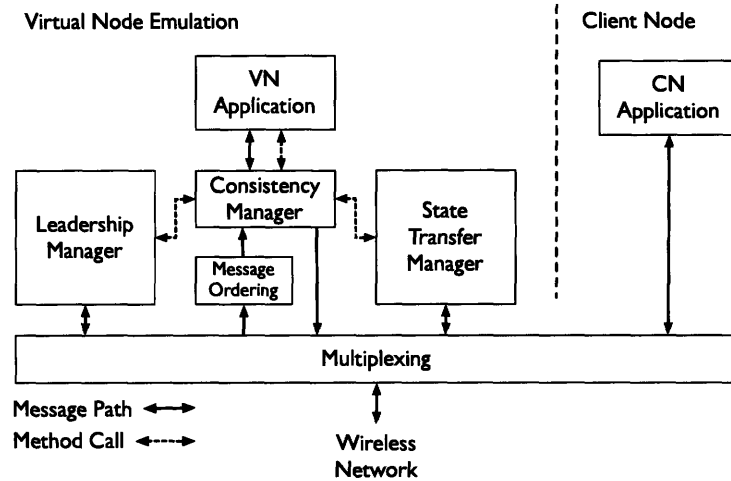 Virtual Node Emulation
Client Node
VN
Application
CN
Application
Leadership
Manager
Consistency
Manager
State
Transfer
Manager
Message
Ordering
Multiplexing
Message Path
Method Call
Wireless
Network